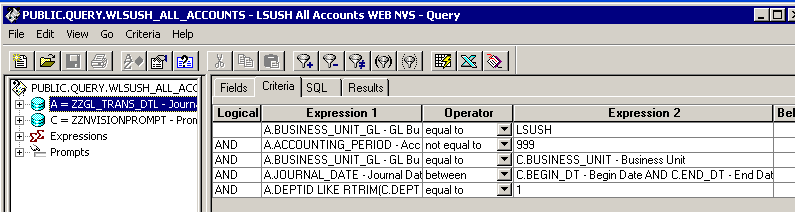 PUBLIC.QUERY.WLSUSH_ALL_ACCOUNTS - LSUSH All Accounts WEB NVS - Query
File Edit View Go Criteria Help
PUBLIC.QUERY.WLSUSH_ALL_ACC
A = ZZGL_TRANS_DTL - Journ
C = ZZNVISIONPROMPT - Pron
Expressions
Prompts
Fields Criteria SQL Results
Logical Expression 1 Operator Expression 2 Bel
A.BUSINESS_UNIT_GL - GL Bu equal to LSUSH
AND A.ACCOUNTING_PERIOD - Acc not equal to 999
AND A.BUSINESS_UNIT_GL - GL Bu equal to C.BUSINESS_UNIT - Business Unit
AND A.JOURNAL_DATE - Journal Dat between C.BEGIN_DT - Begin Date AND C.END_DT - End Dat
AND A.DEPTID LIKE RTRIM(C.DEPT equal to 1